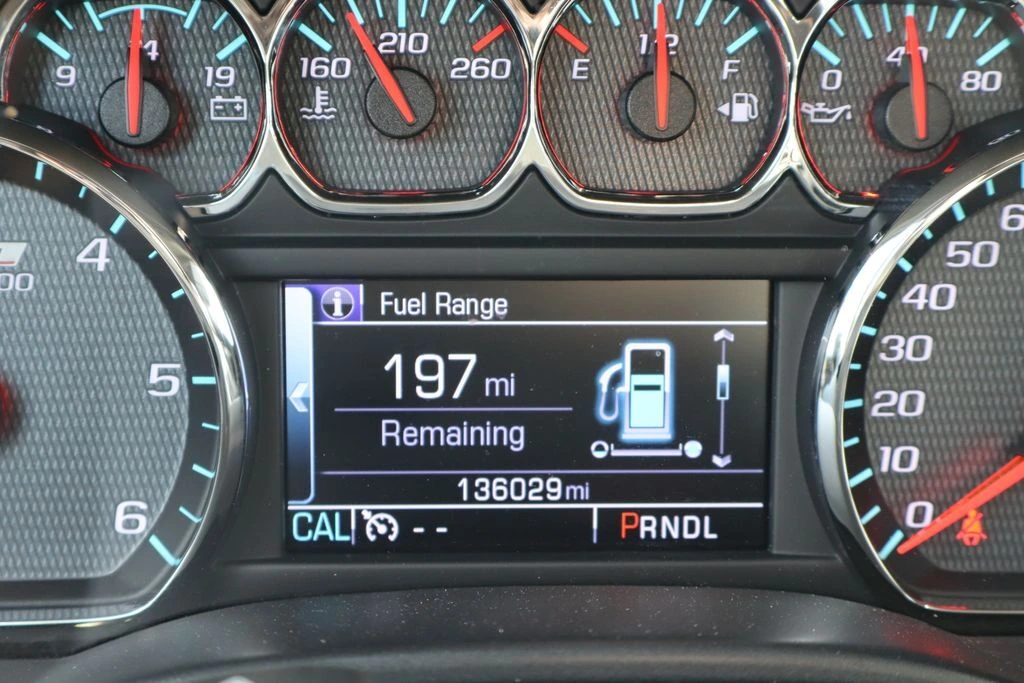 9 14 19
160 210 260
E 1/2 F
0 40 80
4
5
6
Fuel Range
197 mi
Remaining
136029 mi
CAL - - PRNDL
50
40
30
20
10
0